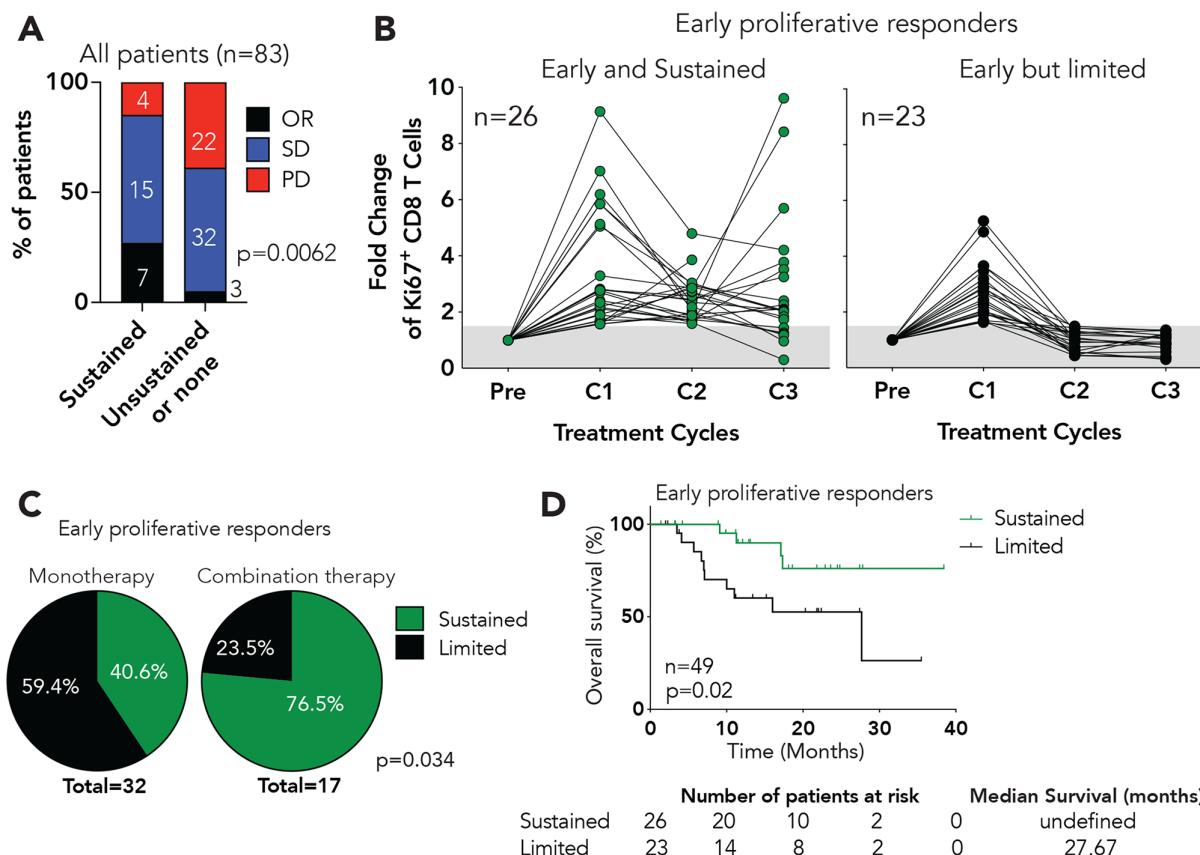 A
All patients (n=83)
% of patients
100
50
0
4
15
7
22
32
3
OR
SD
PD
p=0.0062
Sustained
Unsustained
or none
B
Early proliferative responders
Early and Sustained
Early but limited
Fold Change
of Ki67+ CD8 T Cells
10
8
6
4
2
0
n=26
n=23
Pre C1 C2 C3
Pre C1 C2 C3
Treatment Cycles
Treatment Cycles
C
Early proliferative responders
Monotherapy
Combination therapy
59.4%
40.6%
23.5%
76.5%
Sustained
Limited
Total=32
Total=17
p=0.034
D
Early proliferative responders
Overall survival (%)
100
50
0
Sustained
Limited
n=49
p=0.02
0 10 20 30 40
Time (Months)
Number of patients at risk Median Survival (months)
Sustained 26 20 10 2 0 undefined
Limited 23 14 8 2 0 27.67